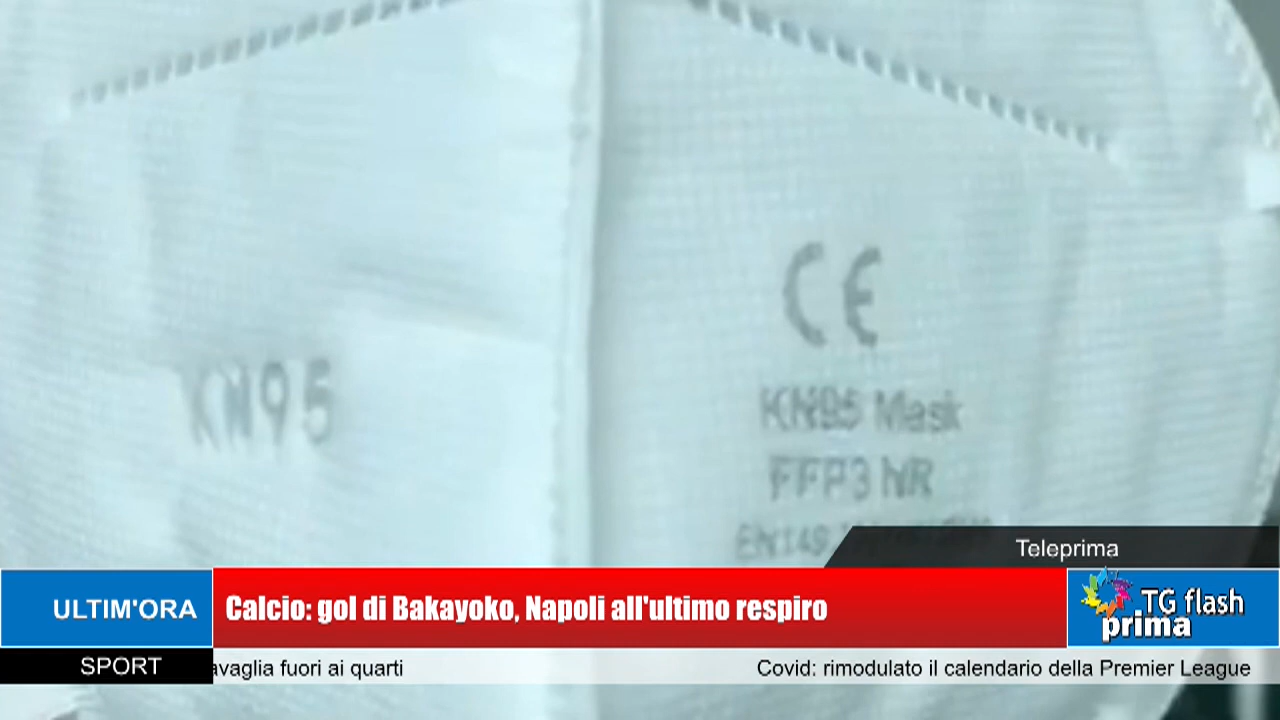 CE
KN95
KN95 Mask
FFP3 NR
EN149
Teleprima
ULTIM'ORA
Calcio: gol di Bakayoko, Napoli all'ultimo respiro
TG flash
prima
SPORT
avaglia fuori ai quarti
Covid: rimodulato il calendario della Premier League